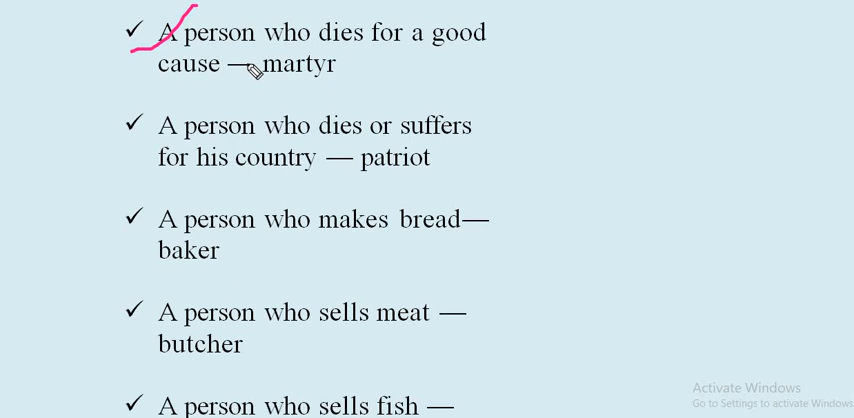 ✓ A person who dies for a good
cause — martyr
✓ A person who dies or suffers
for his country — patriot
✓ A person who makes bread—
baker
✓ A person who sells meat —
butcher
✓ A person who sells fish —
Activate Windows
Go to Settings to activate Windows